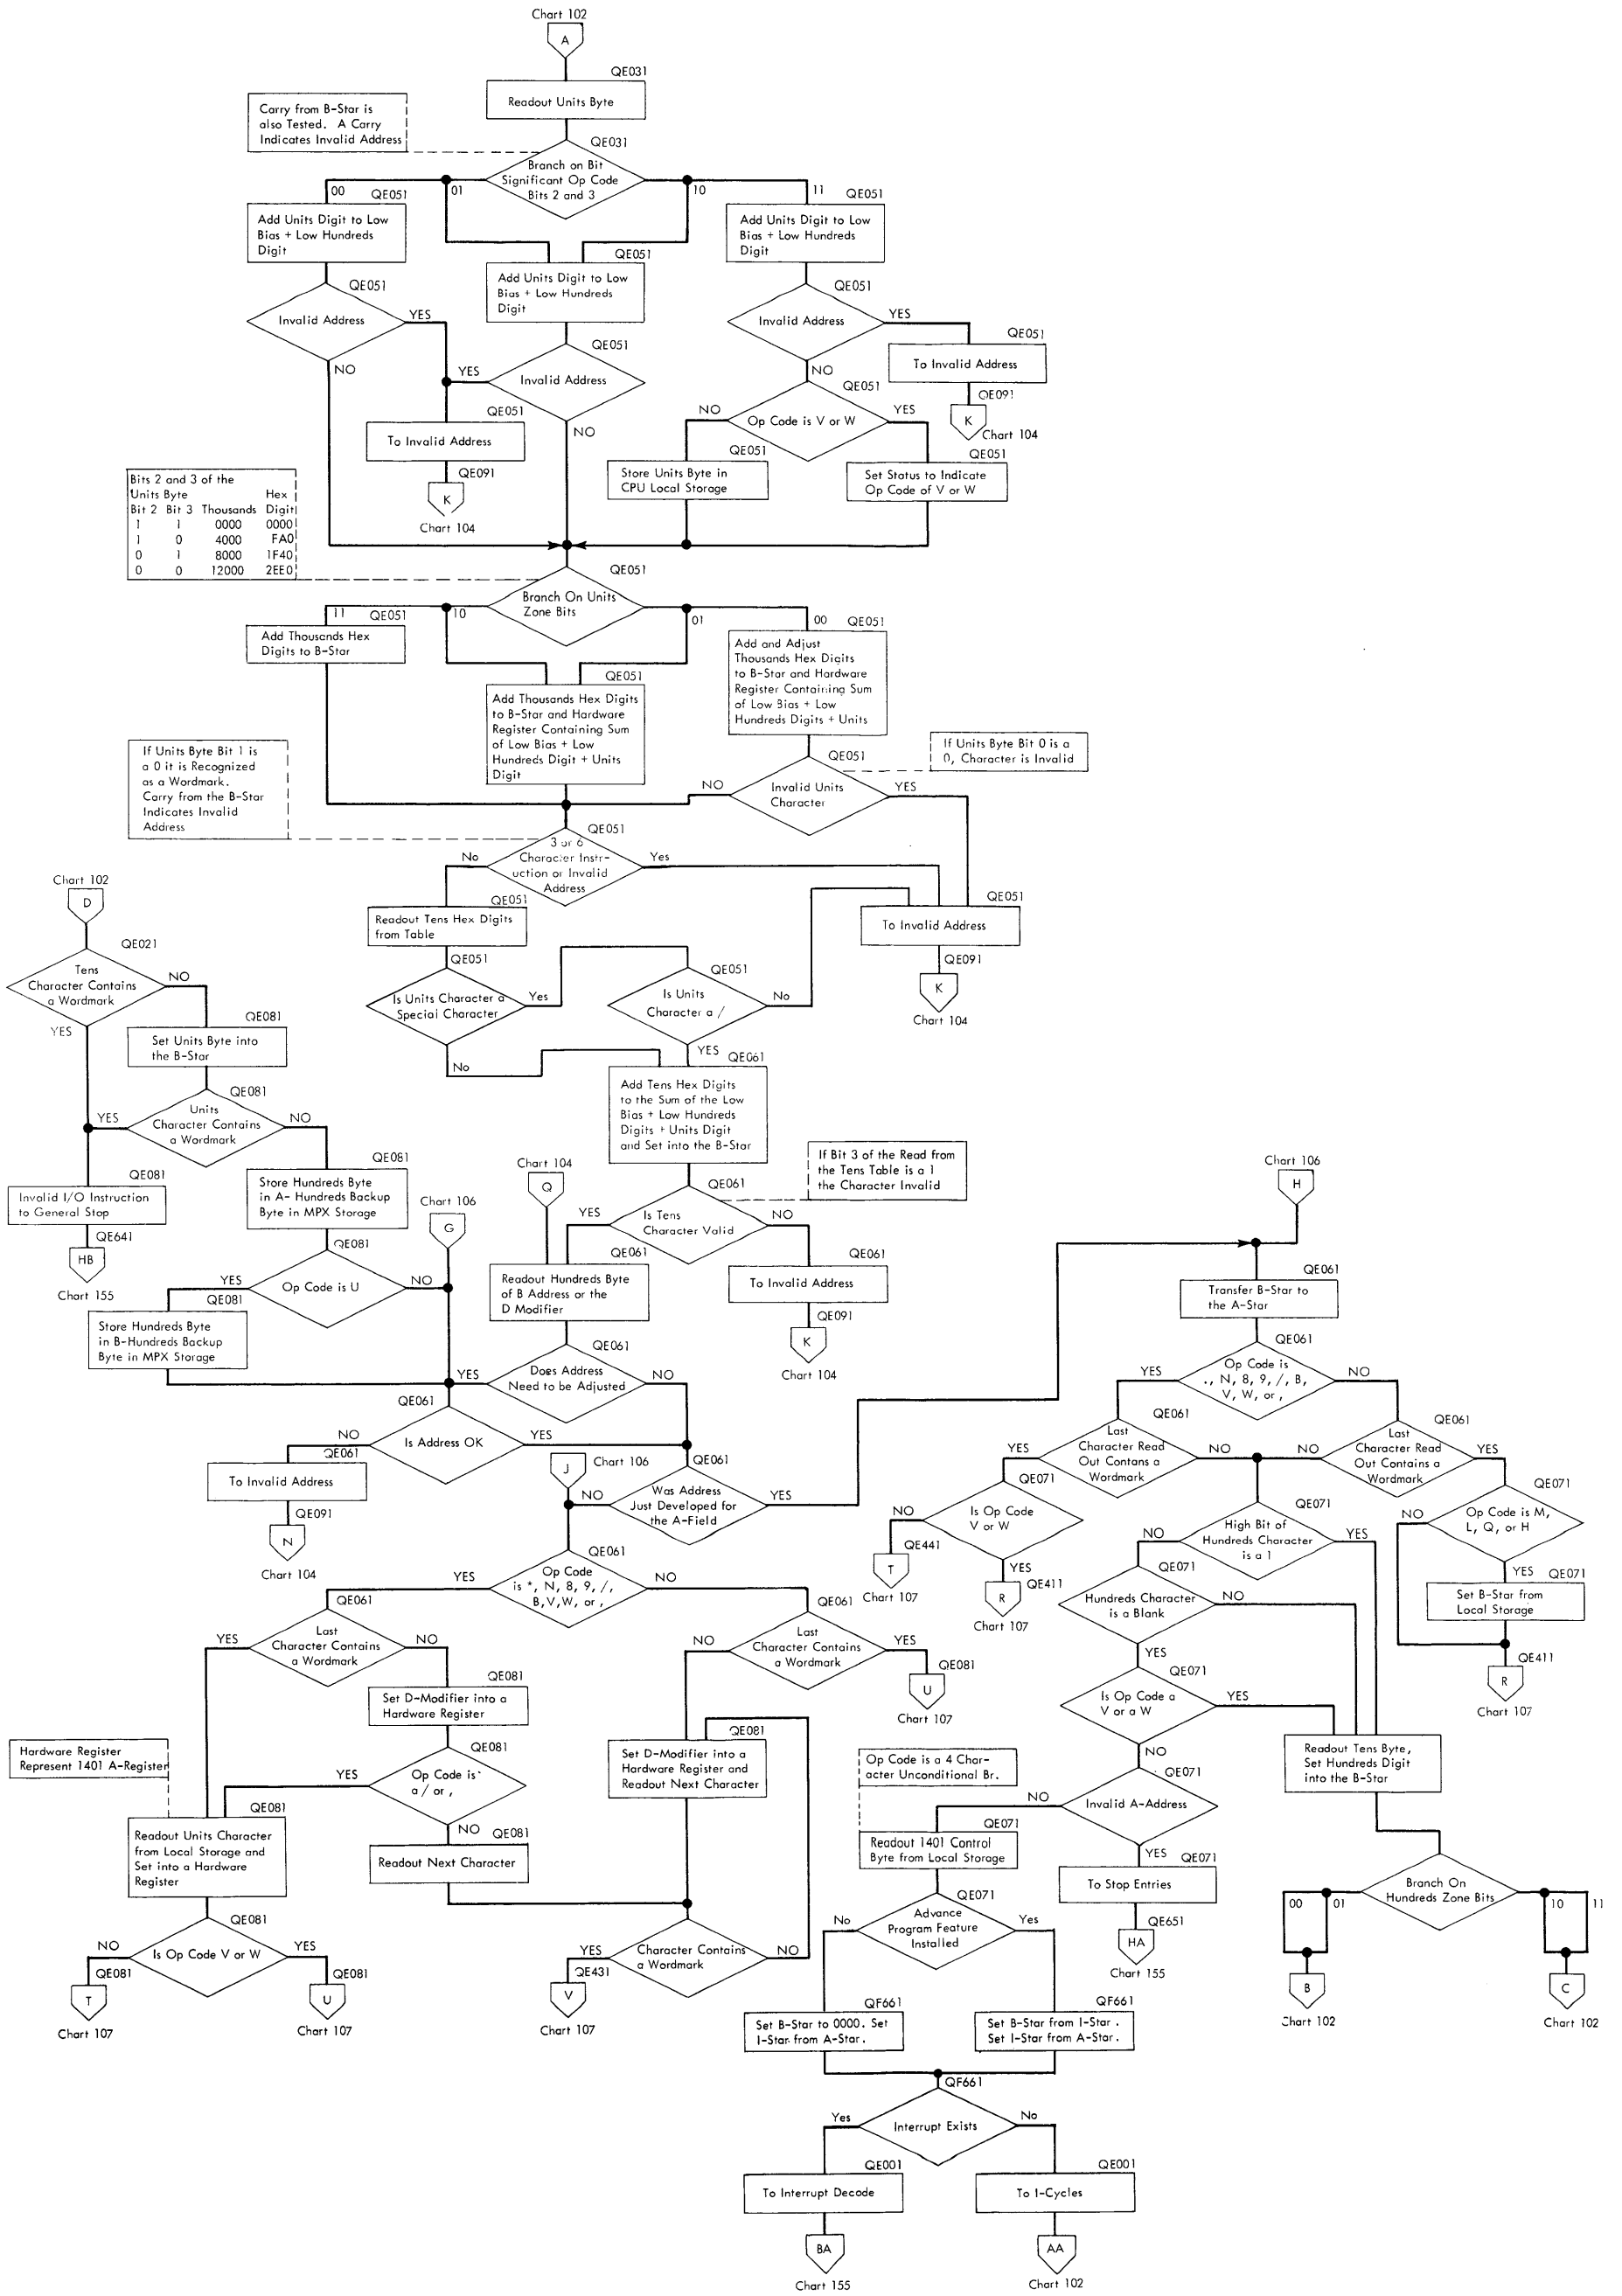 Chart 102
A
QE031
Readout Units Byte
Carry from B-Star is
also Tested. A Carry
Indicates Invalid Address
QE031
Branch on Bit
Significant Op Code
Bits 2 and 3
00
QE051
01
10
11
QE051
Add Units Digit to Low
Bias + Low Hundreds
Digit
Add Units Digit to Low
Bias + Low Hundreds
Digit
QE051
Add Units Digit to Low
Bias + Low Hundreds
Digit
QE051
Invalid Address
YES
NO
QE051
Invalid Address
YES
NO
QE051
Invalid Address
YES
NO
QE051
To Invalid Address
QE091
K
Chart 104
QE051
To Invalid Address
QE091
K
Chart 104
QE051
Op Code is V or W
NO
YES
QE051
Store Units Byte in
CPU Local Storage
QE051
Set Status to Indicate
Op Code of V or W
Bits 2 and 3 of the
Units Byte Hex
Bit 2 Bit 3 Thousands Digit
1 1 0000 0000
1 0 4000 FA0
0 1 8000 1F40
0 0 12000 2EE0
QE051
Branch On Units
Zone Bits
11
QE051
10
01
00
QE051
Add Thousands Hex
Digits to B-Star
QE051
Add Thousands Hex Digits
to B-Star and Hardware
Register Containing Sum
of Low Bias + Low
Hundreds Digit + Units
Digit
Add and Adjust
Thousands Hex Digits
to B-Star and Hardware
Register Containing Sum
of Low Bias + Low
Hundreds Digits + Units
If Units Byte Bit 1 is
a 0 it is Recognized
as a Wordmark.
Carry from the B-Star
Indicates Invalid
Address
If Units Byte Bit 0 is a
0, Character is Invalid
QE051
Invalid Units
Character
NO
YES
QE051
3 or 6
Character Instr-
uction or Invalid
Address
No
Yes
QE051
Readout Tens Hex Digits
from Table
QE051
To Invalid Address
QE091
K
Chart 104
QE051
Is Units Character a
Special Character
Yes
No
QE051
Is Units
Character a /
No
YES
QE061
Add Tens Hex Digits
to the Sum of the Low
Bias + Low Hundreds
Digits + Units Digit
and Set into the B-Star
If Bit 3 of the Read from
the Tens Table is a 1
the Character Invalid
QE061
Is Tens
Character Valid
YES
NO
QE061
To Invalid Address
QE091
K
Chart 104
Chart 102
D
QE021
Tens
Character Contains
a Wordmark
NO
YES
QE081
Set Units Byte into
the B-Star
QE081
Units
Character Contains
a Wordmark
YES
NO
QE081
Invalid I/O Instruction
to General Stop
QE641
HB
Chart 155
QE081
Store Hundreds Byte
in A- Hundreds Backup
Byte in MPX Storage
QE081
Op Code is U
YES
NO
QE081
Store Hundreds Byte
in B-Hundreds Backup
Byte in MPX Storage
Chart 106
G
Chart 104
Q
QE061
Readout Hundreds Byte
of B Address or the
D Modifier
QE061
Does Address
Need to be Adjusted
YES
NO
QE061
Is Address OK
NO
YES
QE061
To Invalid Address
QE091
N
Chart 104
J
Chart 106
QE061
Was Address
Just Developed for
the A-Field
NO
YES
QE061
Op Code
is *, N, 8, 9, /,
B,V,W, or ,
YES
NO
QE061
Last
Character Contains
a Wordmark
YES
NO
QE081
Set D-Modifier into a
Hardware Register
QE081
Op Code is
a / or ,
YES
NO
QE081
Readout Next Character
Hardware Register
Represent 1401 A-Register
QE081
Readout Units Character
from Local Storage and
Set into a Hardware
Register
QE081
Is Op Code V or W
NO
YES
QE081
T
Chart 107
QE081
U
Chart 107
QE061
Last
Character Contains
a Wordmark
NO
YES
QE081
U
Chart 107
QE081
Set D-Modifier into a
Hardware Register and
Readout Next Character
Character Contains
a Wordmark
YES
NO
QE431
V
Chart 107
Chart 106
H
QE061
Transfer B-Star to
the A-Star
QE061
Op Code is
., N, 8, 9, /, B,
V, W, or ,
YES
NO
QE061
Last
Character Read
Out Contans a
Wordmark
YES
NO
QE061
Last
Character Read
Out Contains a
Wordmark
NO
YES
QE071
Is Op Code
V or W
NO
YES
QE441
T
Chart 107
QE411
R
Chart 107
QE071
High Bit of
Hundreds Character
is a 1
NO
YES
QE071
Op Code is M,
L, Q, or H
NO
YES
QE071
Set B-Star from
Local Storage
QE411
R
Chart 107
QE071
Hundreds Character
is a Blank
NO
YES
QE071
Is Op Code a
V or a W
YES
NO
QE071
Invalid A-Address
NO
YES
Readout Tens Byte,
Set Hundreds Digit
into the B-Star
Branch On
Hundreds Zone Bits
00
01
10
11
B
Chart 102
C
Chart 102
QE071
To Stop Entries
QE651
HA
Chart 155
Op Code is a 4 Char-
acter Unconditional Br.
QE071
Readout 1401 Control
Byte from Local Storage
QE071
Advance
Program Feature
Installed
No
Yes
QF661
Set B-Star to 0000. Set
I-Star from A-Star.
QF661
Set B-Star from I-Star .
Set I-Star from A-Star.
QF661
Interrupt Exists
Yes
No
QE001
To Interrupt Decode
BA
Chart 155
QE001
To I-Cycles
AA
Chart 102